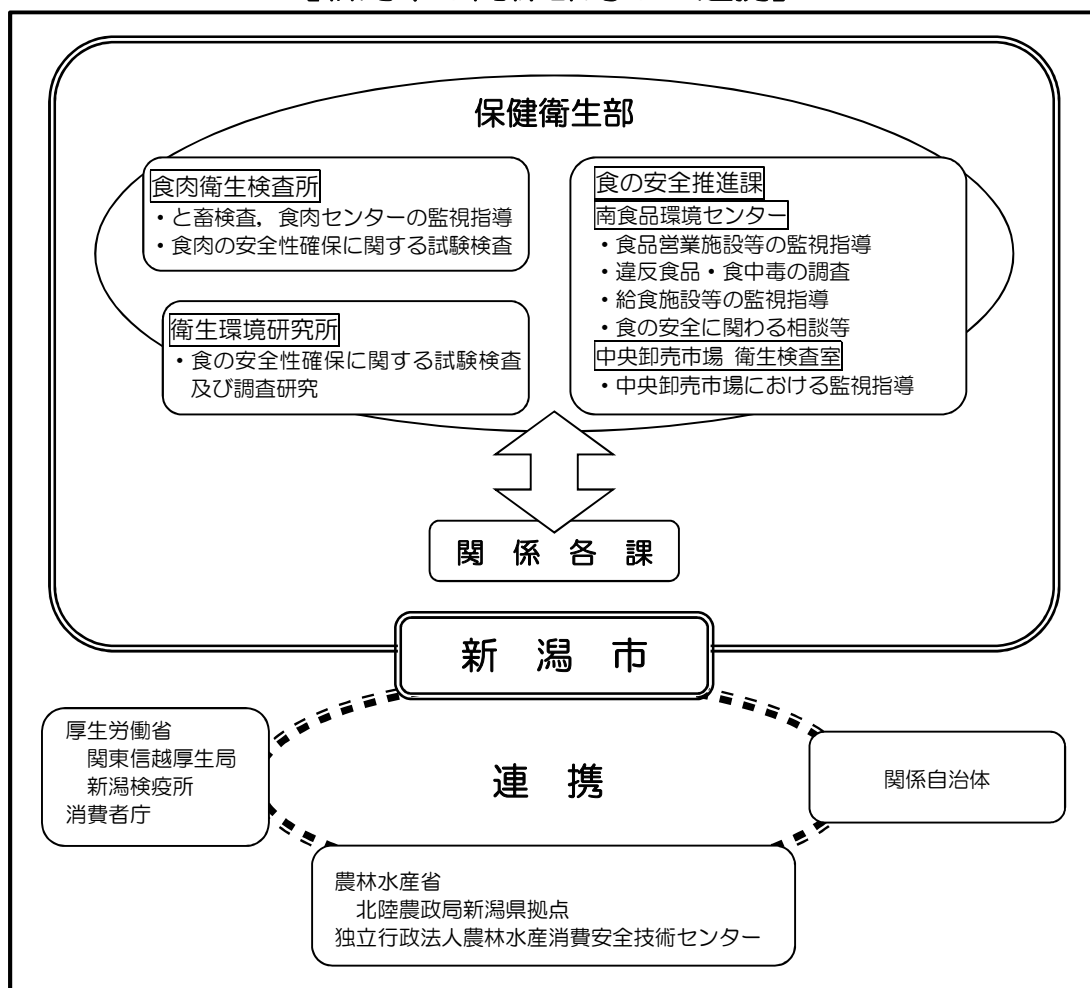 保健衛生部
食肉衛生検査所
・と畜検査，食肉センターの監視指導
・食肉の安全性確保に関する試験検査
衛生環境研究所
・食の安全性確保に関する試験検査
及び調査研究
食の安全推進課
南食品環境センター
・食品営業施設等の監視指導
・違反食品・食中毒の調査
・給食施設等の監視指導
・食の安全に関わる相談等
中央卸売市場 衛生検査室
・中央卸売市場における監視指導
関 係 各 課
新 潟 市
厚生労働省
関東信越厚生局
新潟検疫所
消費者庁
連 携
関係自治体
農林水産省
北陸農政局新潟県拠点
独立行政法人農林水産消費安全技術センター